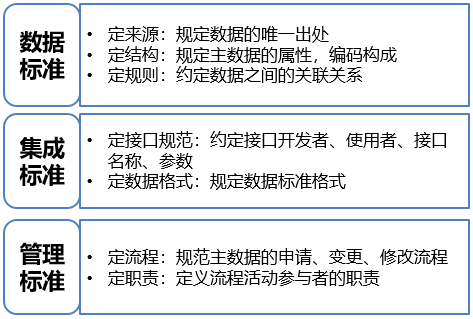 数据
标准
• 定来源：规定数据的唯一出处
• 定结构：规定主数据的属性，编码构成
• 定规则：约定数据之间的关联关系
集成
标准
• 定接口规范：约定接口开发者、使用者、接口
名称、参数
• 定数据格式：规定数据标准格式
管理
标准
• 定流程：规范主数据的申请、变更、修改流程
• 定职责：定义流程活动参与者的职责